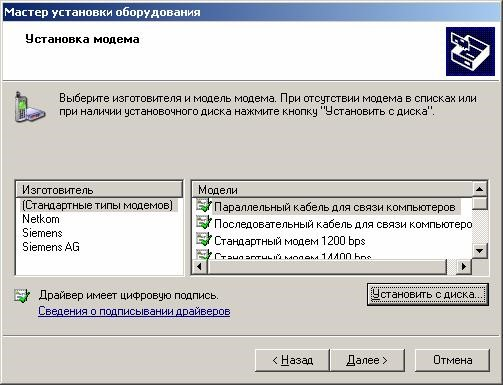 Мастер установки оборудования
Установка модема
Выберите изготовителя и модель модема. При отсутствии модема в списках или
при наличии установочного диска нажмите кнопку "Установить с диска".
Изготовитель
(Стандартные типы модемов)
Netkom
Siemens
Siemens AG
Модели
Параллельный кабель для связи компьютеров
Последовательный кабель для связи компьютеро
Стандартный модем 1200 bps
Стандартный модем 14400 bps
Драйвер имеет цифровую подпись.
Сведения о подписывании драйверов
Установить с диска...
< Назад
Далее >
Отмена